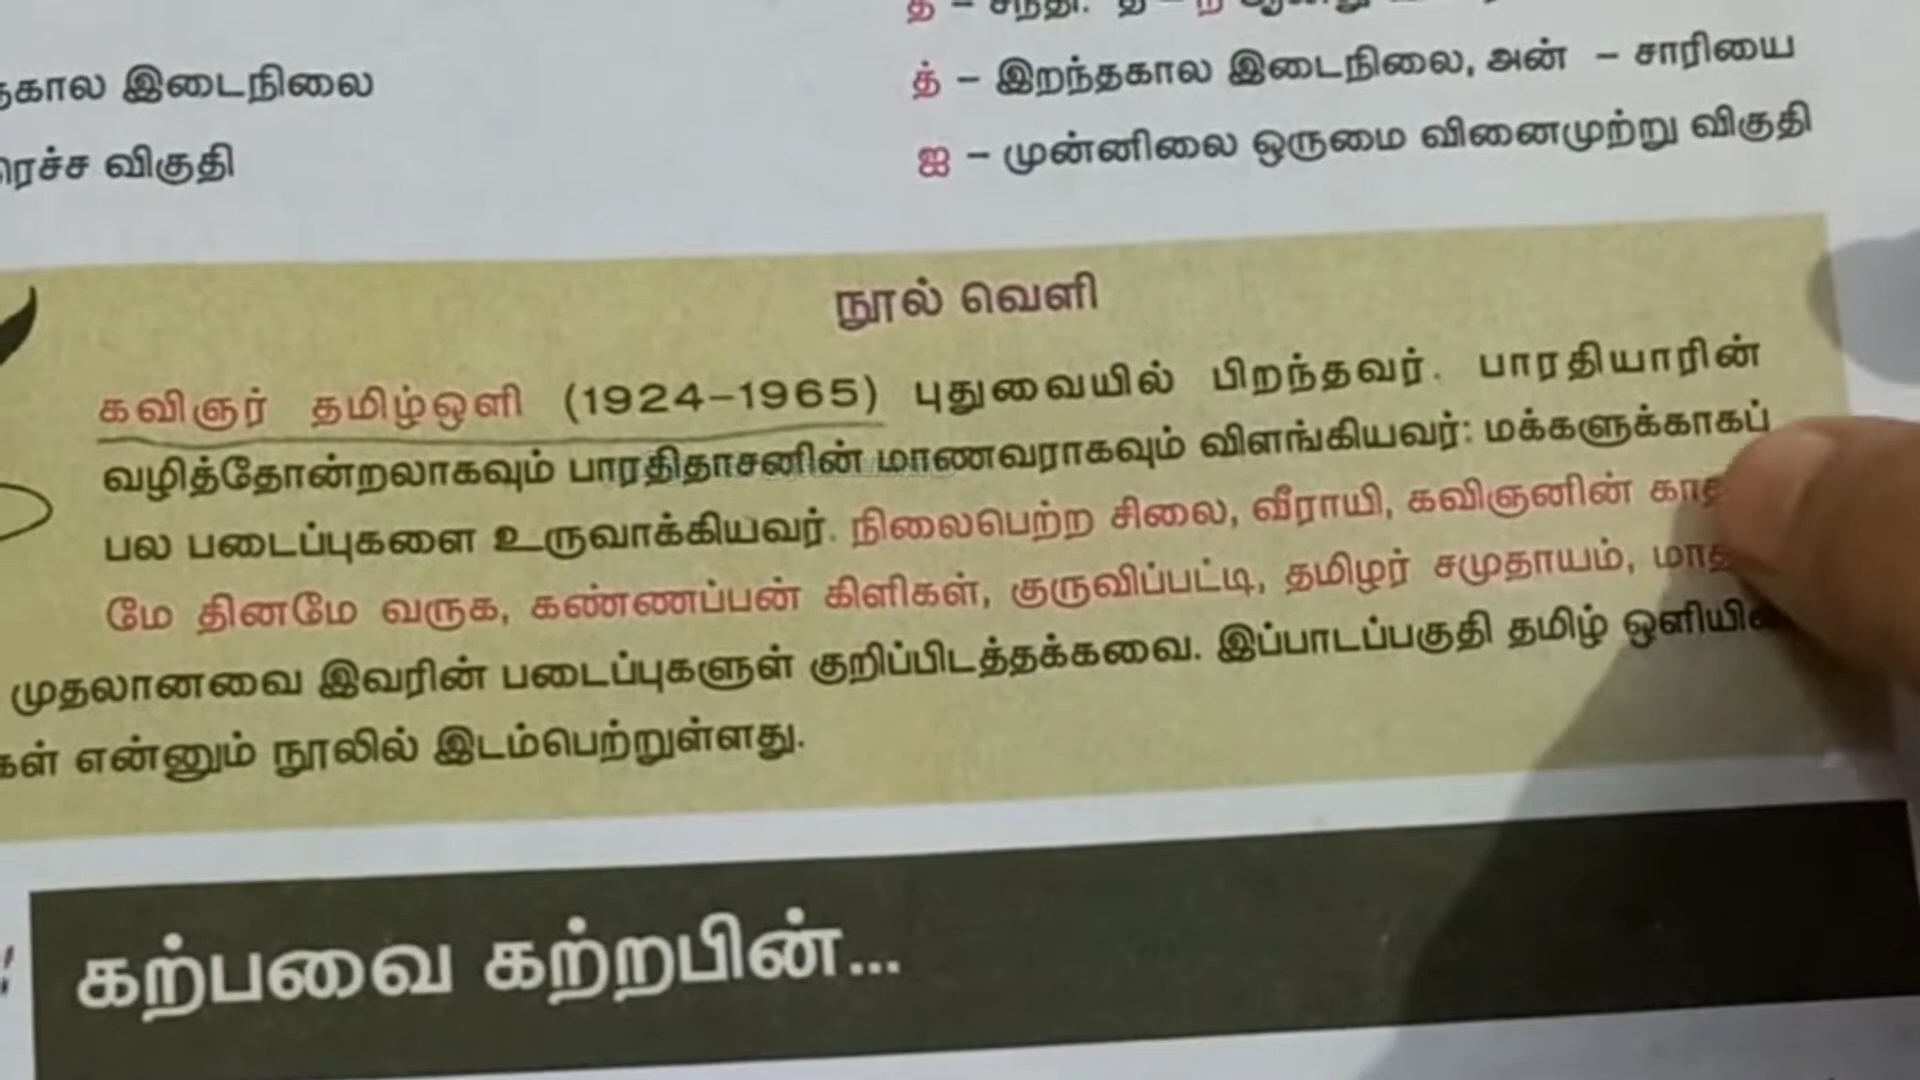 த் – இறந்தகால இடைநிலை, அன் – சாரியை
இடைநிலை
ஐ – முன்னிலை ஒருமை வினைமுற்று விகுதி
விகுதி
நூல் வெளி
கவிஞர் தமிழ்ஒளி (1924–1965) புதுவையில் பிறந்தவர். பாரதியாரின்
வழித்தோன்றலாகவும் பாரதிதாசனின் மாணவராகவும் விளங்கியவர்: மக்களுக்காகப்
பல படைப்புகளை உருவாக்கியவர். நிலைபெற்ற சிலை, வீராயி, கவிஞனின்
மே தினமே வருக, கண்ணப்பன் கிளிகள், குருவிப்பட்டி, தமிழர் சமுதாயம்,
முதலானவை இவரின் படைப்புகளுள் குறிப்பிடத்தக்கவை. இப்பாடப்பகுதி தமிழ்
என்னும் நூலில் இடம்பெற்றுள்ளது.
கற்பவை கற்றபின்...